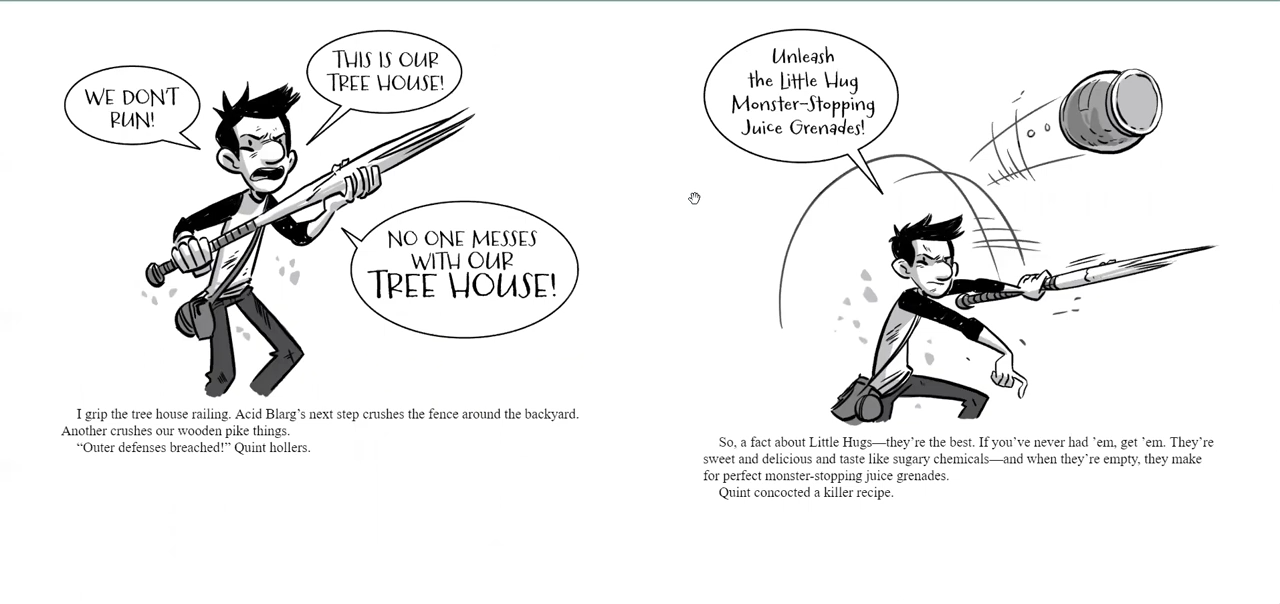 WE DON'T
RUN!
THIS IS OUR
TREE HOUSE!
NO ONE MESSES
WITH OUR
TREE HOUSE!
I grip the tree house railing. Acid Blarg’s next step crushes the fence around the backyard.
Another crushes our wooden pike things.
“Outer defenses breached!” Quint hollers.
Unleash
the Little Hug
Monster-Stopping
Juice Grenades!
So, a fact about Little Hugs—they’re the best. If you’ve never had ’em, get ’em. They’re
sweet and delicious and taste like sugary chemicals—and when they’re empty, they make
for perfect monster-stopping juice grenades.
Quint concocted a killer recipe.